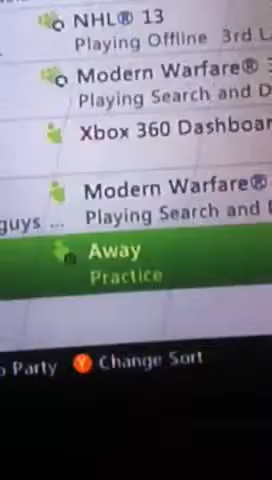 NHL® 13
Playing Offline 3rd
Modern Warfare®
Playing Search and
Xbox 360
Modern Warfare®
guys ... Playing Search and
Away
Practice
Party Y Change Sort